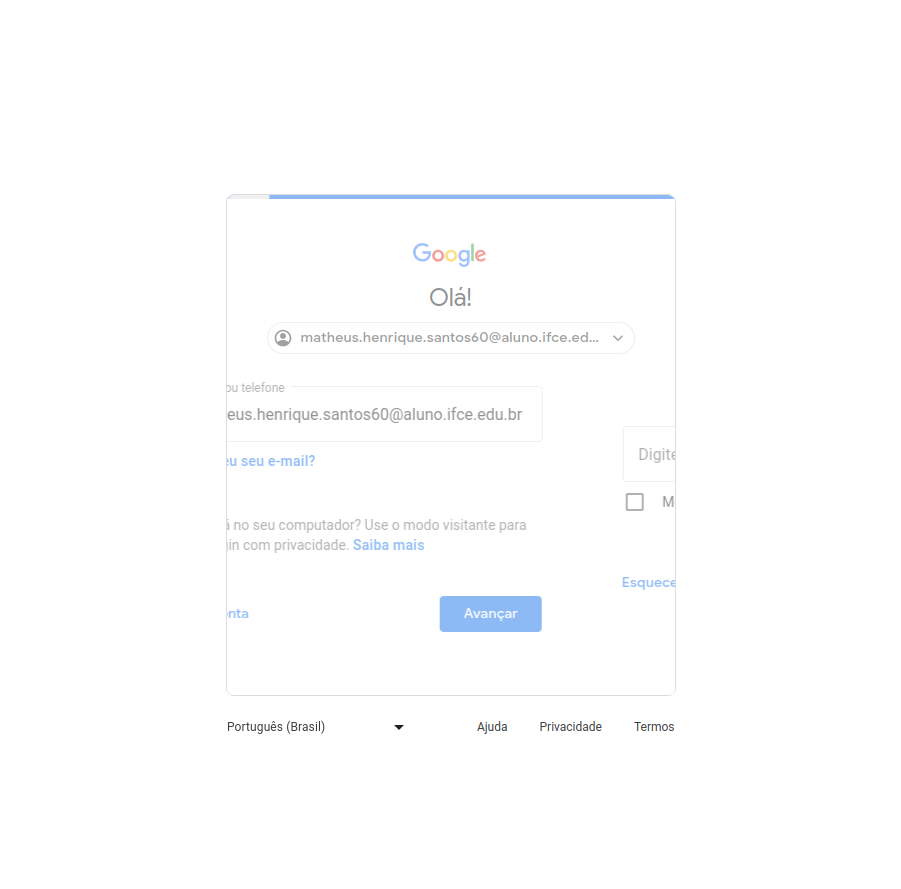 Google
Olá!
matheus.henrique.santos60@aluno.ifce.ed...
ou telefone
eus.henrique.santos60@aluno.ifce.edu.br
Digite
eu seu e-mail?
M
á no seu computador? Use o modo visitante para
in com privacidade. Saiba mais
Esquece
nta
Avançar
Português (Brasil)
Ajuda
Privacidade
Termos